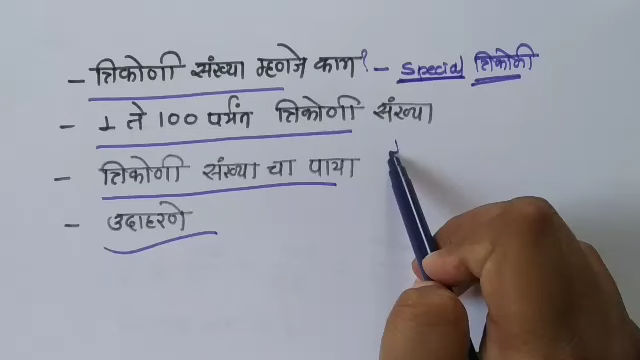 - त्रिकोणी संख्या म्हणजे काय? - special त्रिकोणी
- 1 ते 100 पर्यंत त्रिकोणी संख्या
- त्रिकोणी संख्या चा पाया
- उदाहरणे